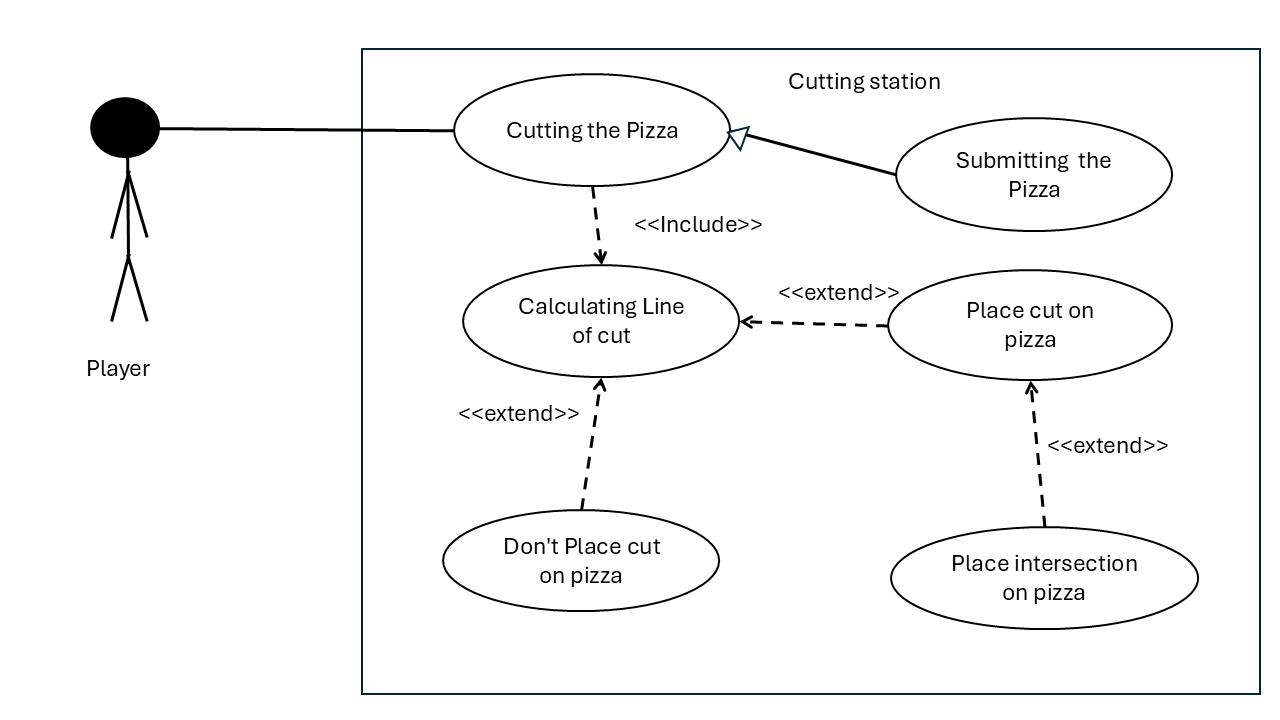 Cutting station
Cutting the Pizza
Submitting the
Pizza
<<Include>>
Calculating Line
of cut
<<extend>>
Place cut on
pizza
Player
<<extend>>
<<extend>>
Don't Place cut
on pizza
Place intersection
on pizza